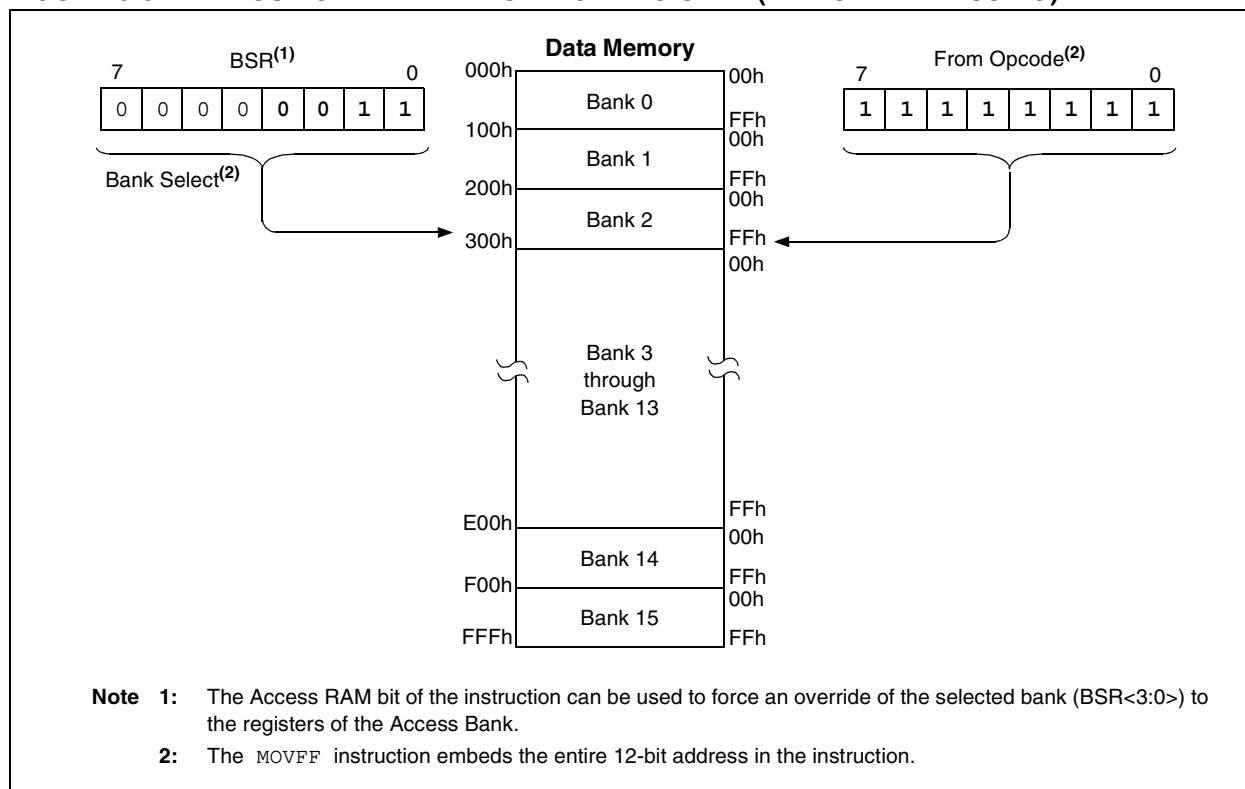 Data Memory
BSR(1)
7 0
0 0 0 0 0 0 1 1
Bank Select(2)
From Opcode(2)
7 0
1 1 1 1 1 1 1 1
000h Bank 0 00h
FFh
100h Bank 1 00h
FFh
200h Bank 2 00h
FFh
300h 00h
Bank 3
through
Bank 13
FFh
E00h Bank 14 00h
FFh
F00h Bank 15 00h
FFFh FFh
Note 1: The Access RAM bit of the instruction can be used to force an override of the selected bank (BSR<3:0>) to
the registers of the Access Bank.
2: The MOVFF instruction embeds the entire 12-bit address in the instruction.